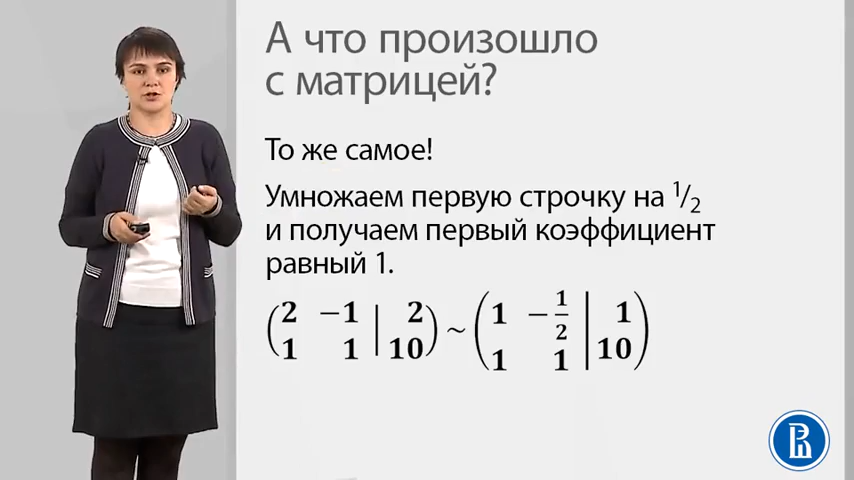 А что произошло
с матрицей?
То же самое!
Умножаем первую строчку на 1/2
и получаем первый коэффициент
равный 1.
(2 −1 | 2) ~ (1 −1/2 | 1)
(1 1 | 10) (1 1 | 10)